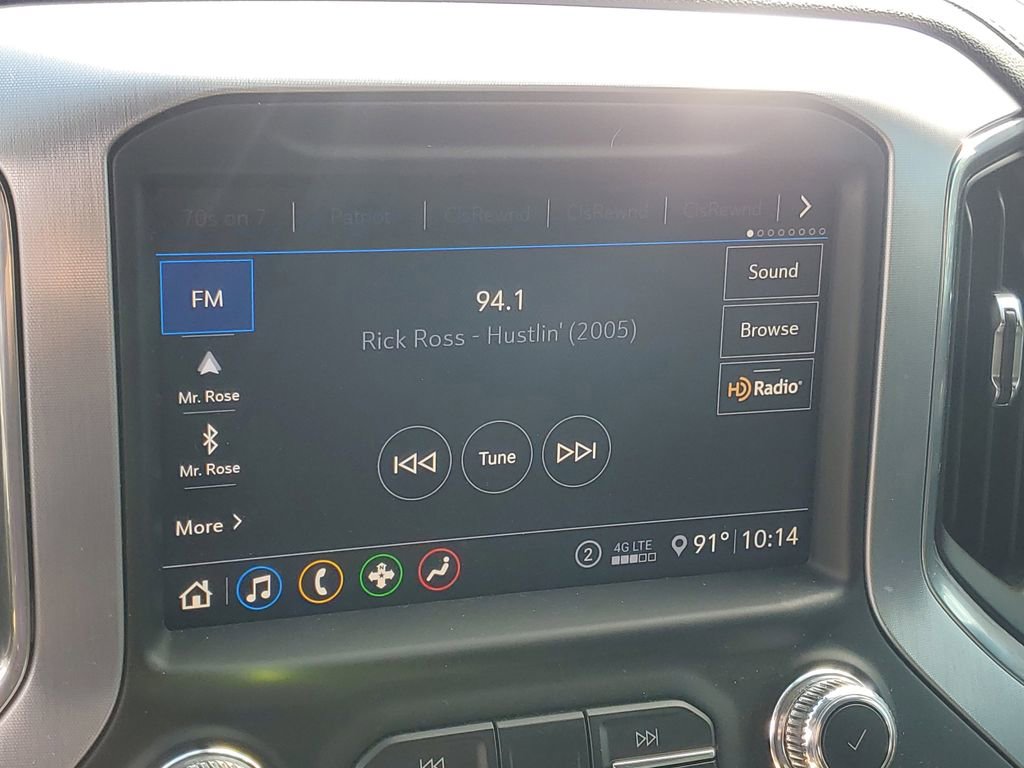 70s on 7 Patriot ClsRewnd ClsRewnd ClsRewnd
FM
94.1
Rick Ross - Hustlin' (2005)
Sound
Browse
HD Radio®
Mr. Rose
Mr. Rose
More
Tune
2 4G LTE 91° 10:14